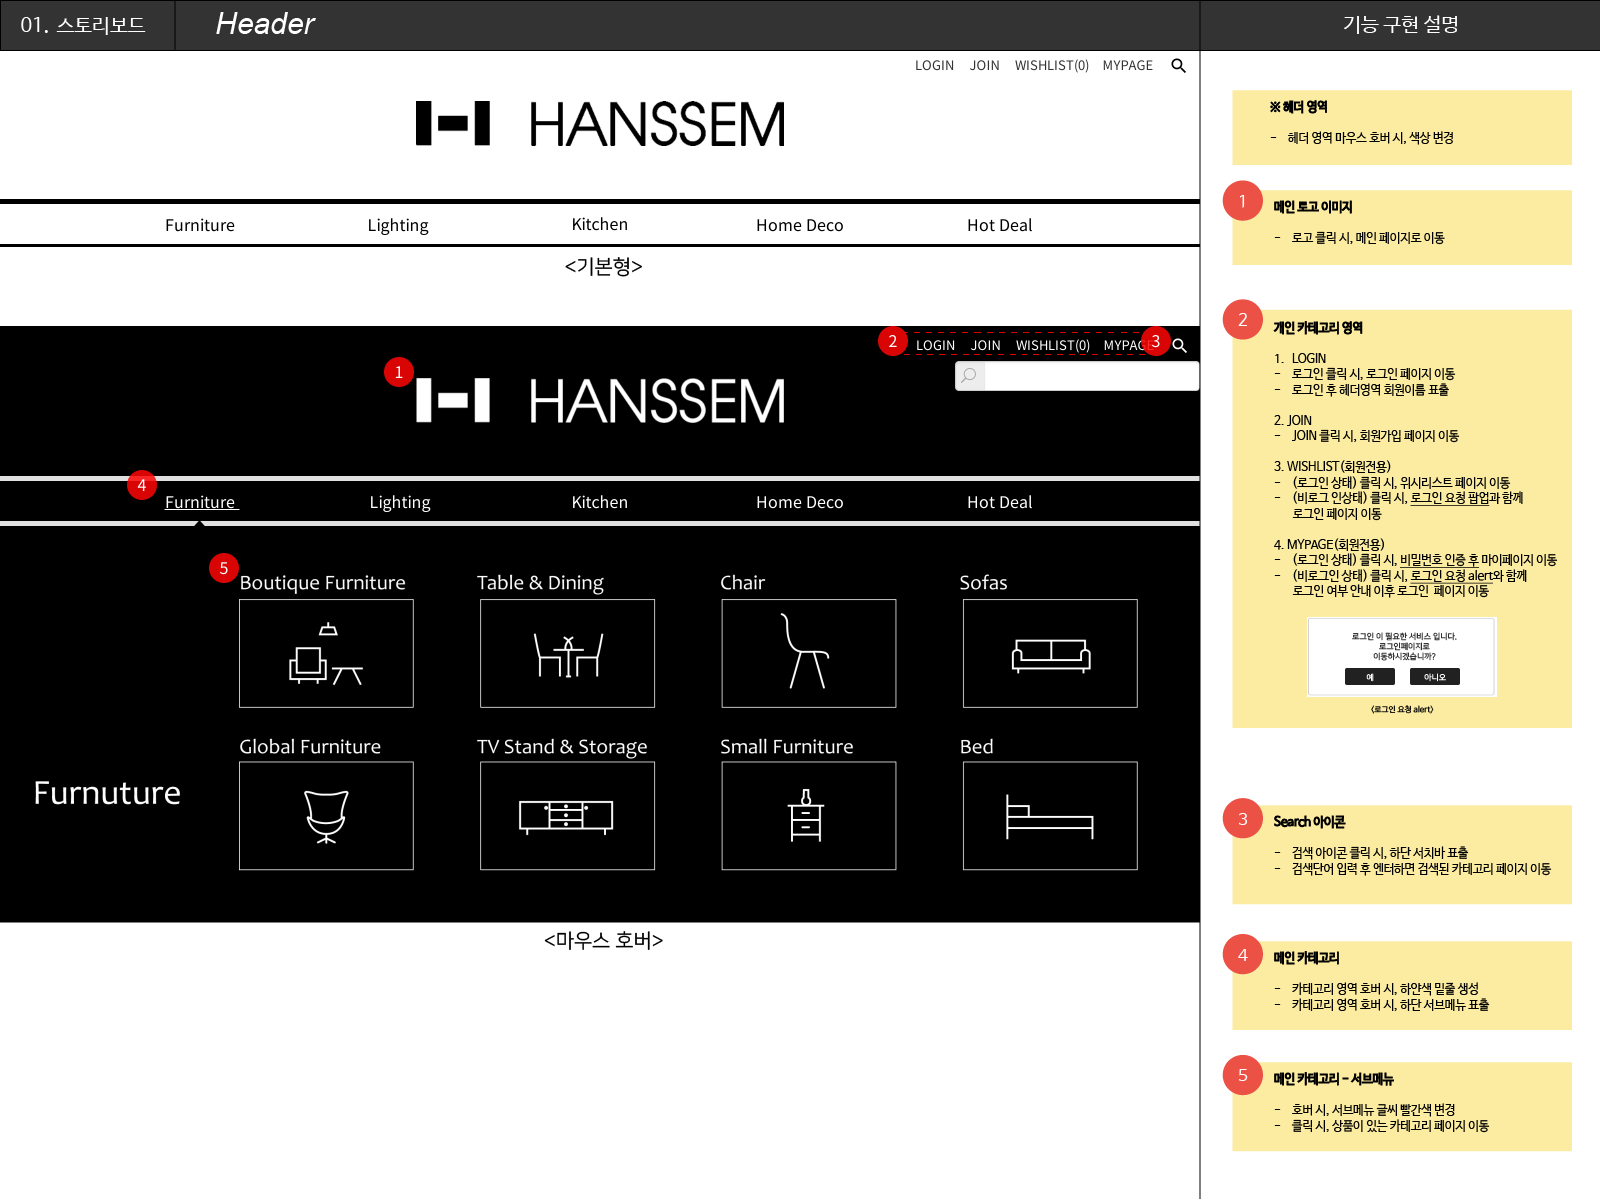 01. 스토리보드
Header
기능 구현 설명
LOGIN JOIN WISHLIST(0) MYPAGE
HANSSEM
Furniture Lighting Kitchen Home Deco Hot Deal
<기본형>
2 LOGIN JOIN WISHLIST(0) MYPAG 3
1
HANSSEM
4
Furniture Lighting Kitchen Home Deco Hot Deal
5
Boutique Furniture Table & Dining Chair Sofas
Global Furniture TV Stand & Storage Small Furniture Bed
Furnuture
<마우스 호버>
※ 헤더 영역
- 헤더 영역 마우스 호버 시, 색상 변경
1
메인 로고 이미지
- 로고 클릭 시, 메인 페이지로 이동
2
개인 카테고리 영역
1. LOGIN
- 로그인 클릭 시, 로그인 페이지 이동
- 로그인 후 헤더영역 회원이름 표출
2. JOIN
- JOIN 클릭 시, 회원가입 페이지 이동
3. WISHLIST(회원전용)
- (로그인 상태) 클릭 시, 위시리스트 페이지 이동
- (비로그 인상태) 클릭 시, 로그인 요청 팝업과 함께
로그인 페이지 이동
4. MYPAGE(회원전용)
- (로그인 상태) 클릭 시, 비밀번호 인증 후 마이페이지 이동
- (비로그인 상태) 클릭 시, 로그인 요청 alert와 함께
로그인 여부 안내 이후 로그인 페이지 이동
로그인 이 필요한 서비스 입니다.
로그인페이지로
이동하시겠습니까?
예 아니오
<로그인 요청 alert>
3
Search 아이콘
- 검색 아이콘 클릭 시, 하단 서치바 표출
- 검색단어 입력 후 엔터하면 검색된 카테고리 페이지 이동
4
메인 카테고리
- 카테고리 영역 호버 시, 하얀색 밑줄 생성
- 카테고리 영역 호버 시, 하단 서브메뉴 표출
5
메인 카테고리 - 서브메뉴
- 호버 시, 서브메뉴 글씨 빨간색 변경
- 클릭 시, 상품이 있는 카테고리 페이지 이동